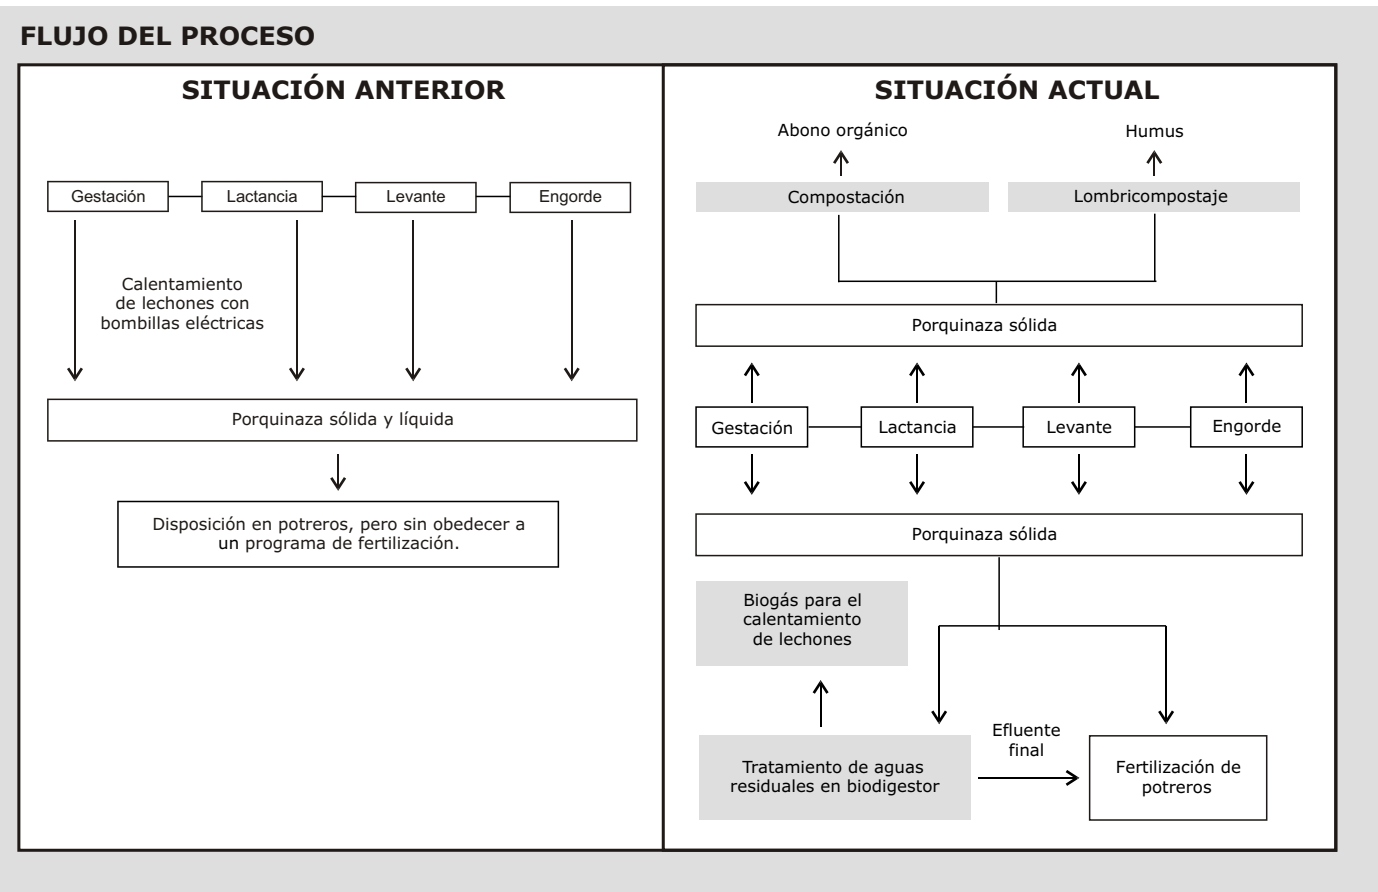 FLUJO DEL PROCESO
SITUACIÓN ANTERIOR
Gestación
Lactancia
Levante
Engorde
Calentamiento
de lechones con
bombillas eléctricas
Porquinaza sólida y líquida
Disposición en potreros, pero sin obedecer a
un programa de fertilización.
SITUACIÓN ACTUAL
Abono orgánico
Humus
Compostación
Lombricompostaje
Porquinaza sólida
Gestación
Lactancia
Levante
Engorde
Porquinaza sólida
Biogás para el
calentamiento
de lechones
Efluente
final
Tratamiento de aguas
residuales en biodigestor
Fertilización de
potreros